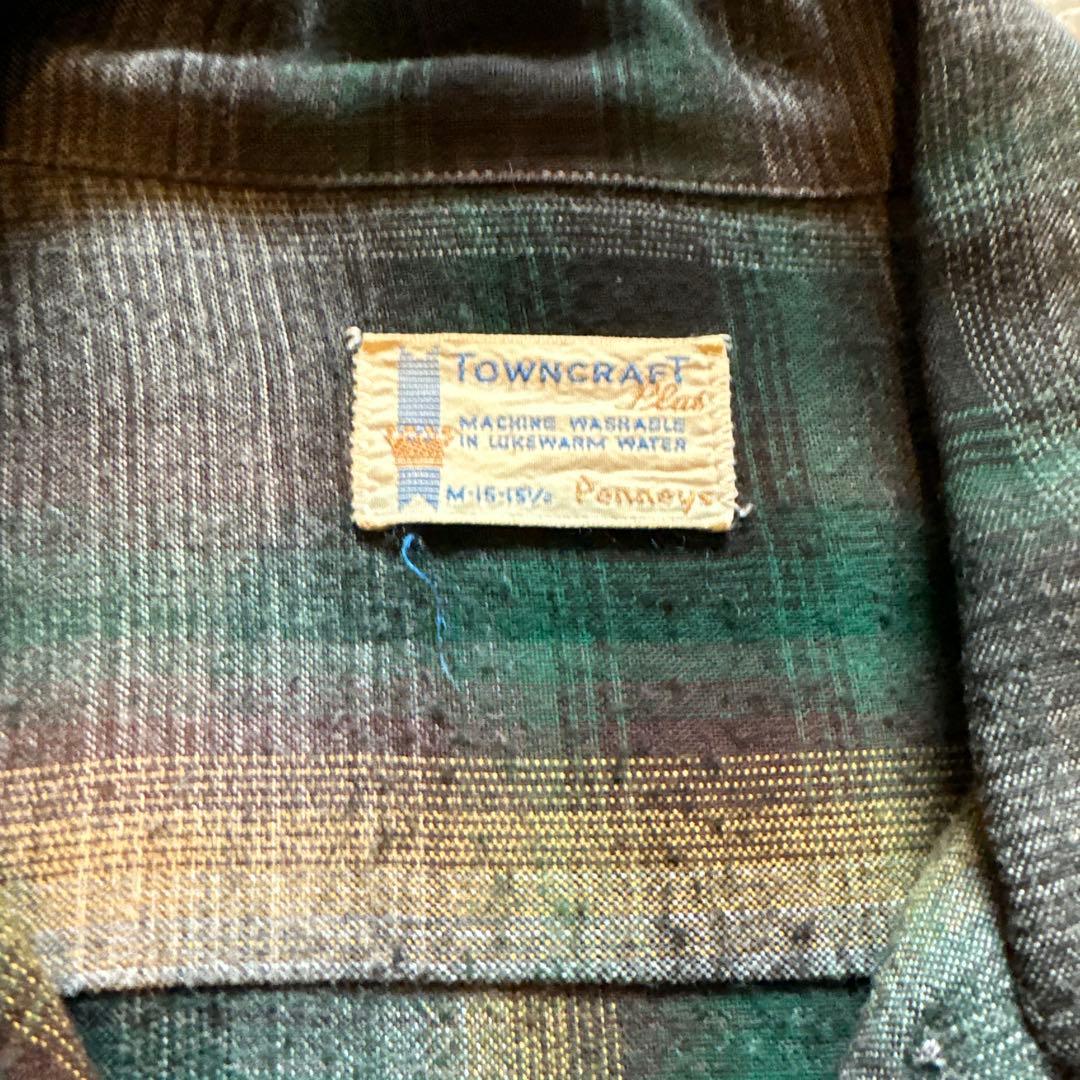 TOWNCRAFT
Plus
MACHINE WASHABLE
IN LUKEWARM WATER
M-15-15½ Penneys